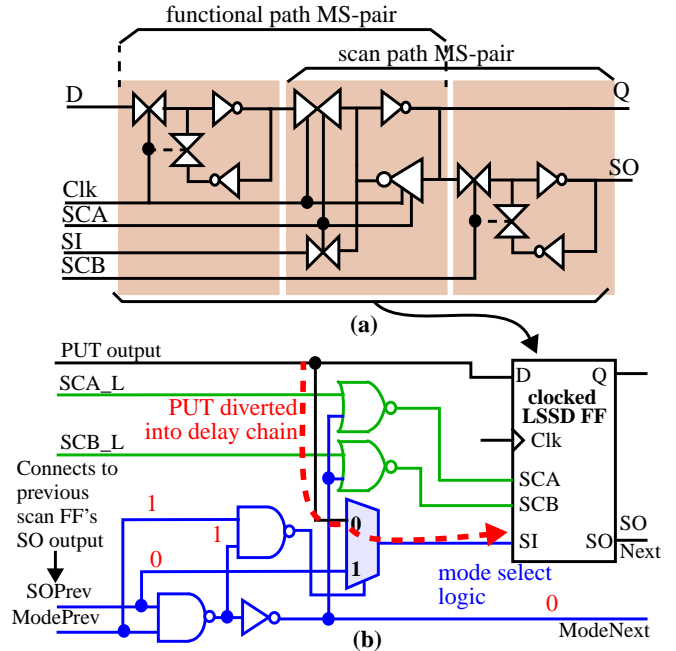 functional path MS-pair
scan path MS-pair
D
Q
Clk
SCA
SI
SCB
SO
(a)
PUT output
SCA_L
PUT diverted
into delay chain
SCB_L
Connects to
previous
scan FF's
SO output
SOPrev
ModePrev
1
1
0
0
1
D
Q
clocked
LSSD FF
Clk
SCA
SCB
SI
SO
SO
Next
mode select
logic
0
ModeNext
(b)